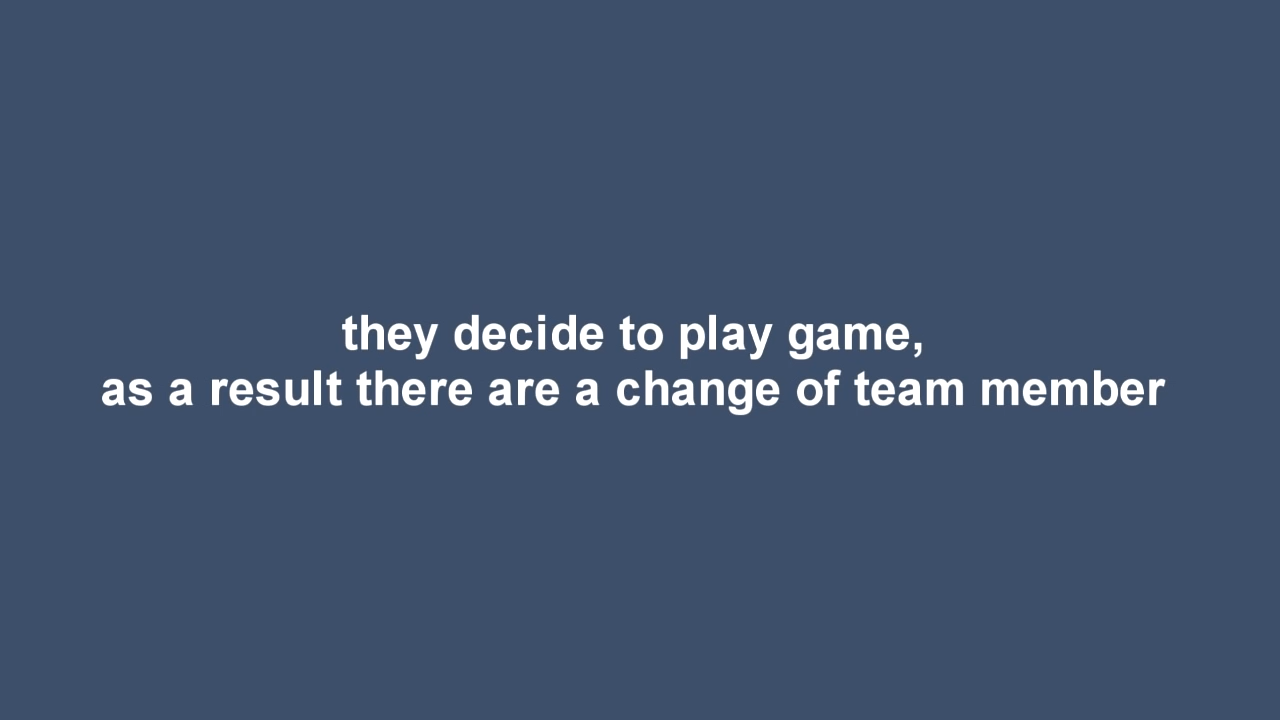 they decide to play game,
as a result there are a change of team member